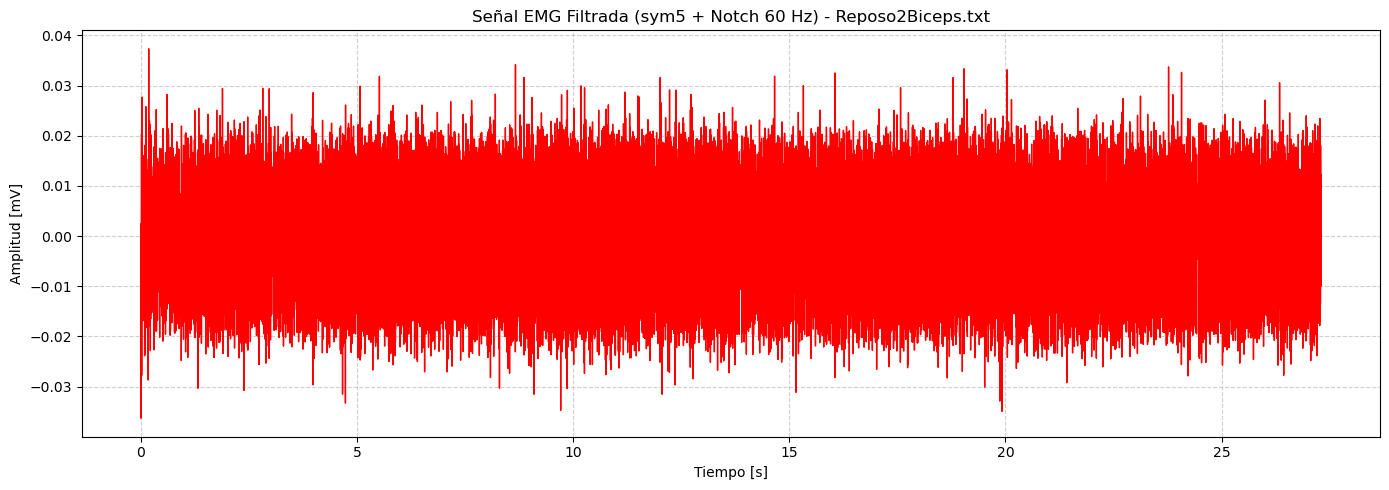 Señal EMG Filtrada (sym5 + Notch 60 Hz) - Reposo2Biceps.txt
0.04
0.03
0.02
0.01
0.00
−0.01
−0.02
−0.03
Amplitud [mV]
0 5 10 15 20 25
Tiempo [s]